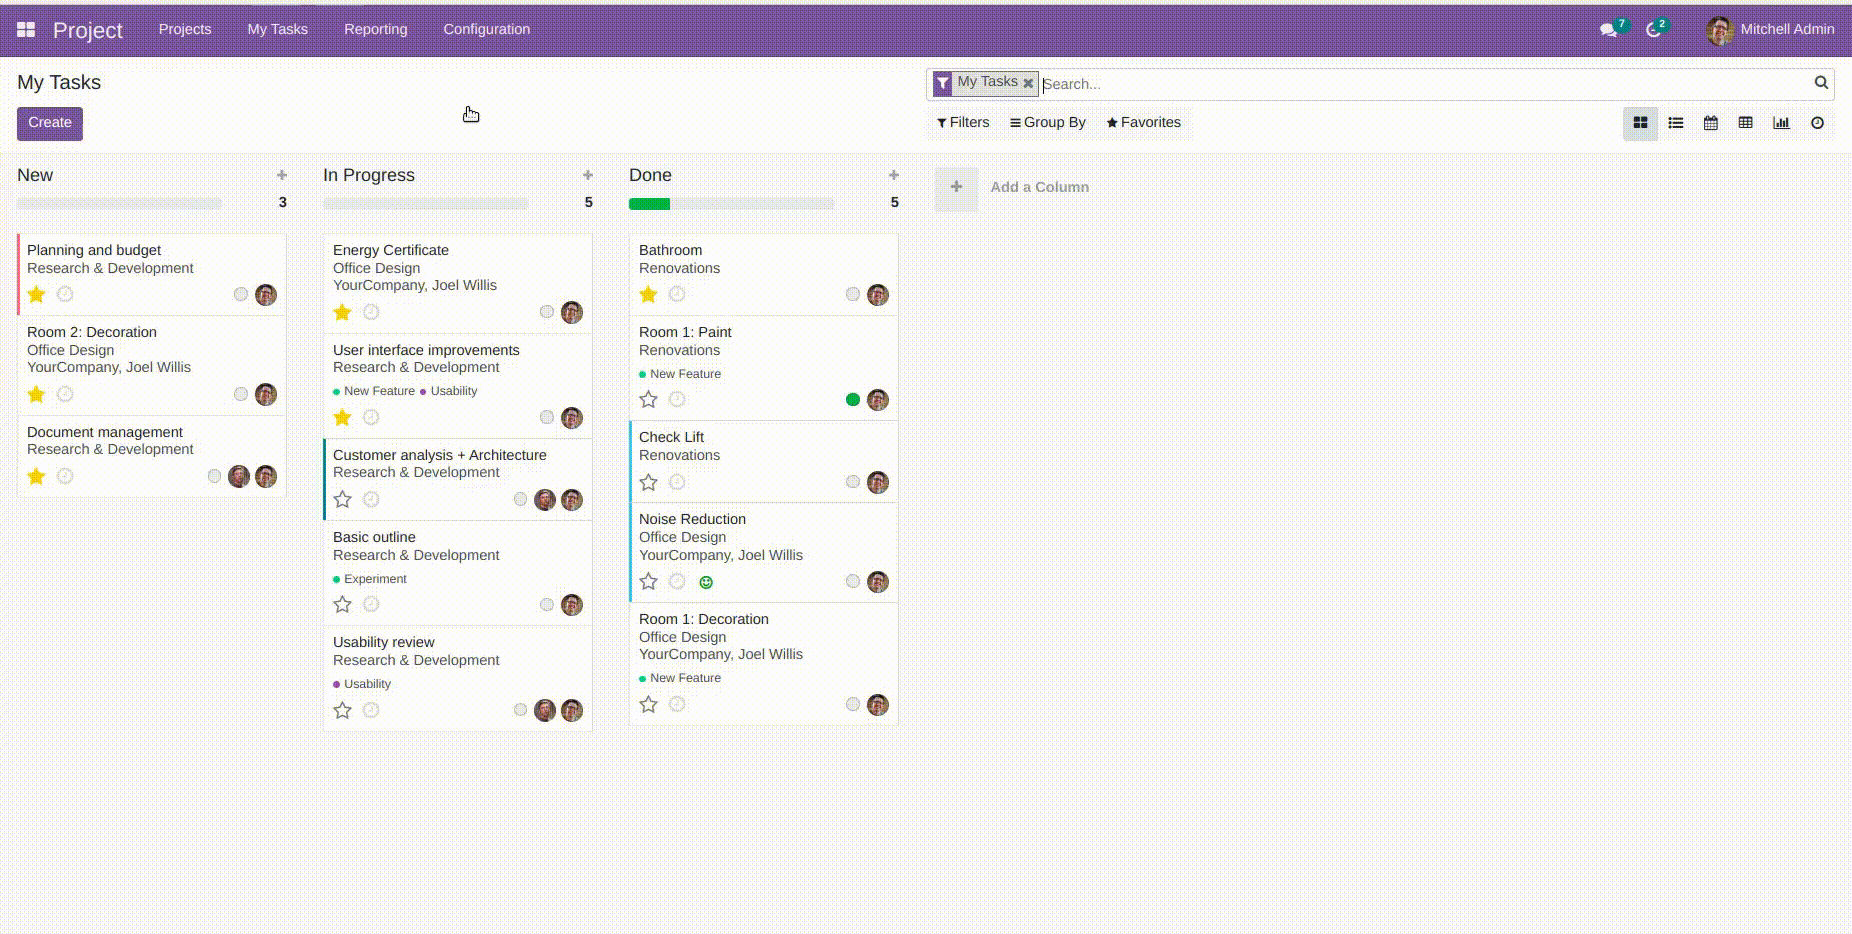 Project Projects My Tasks Reporting Configuration 7 2 Mitchell Admin
My Tasks
My Tasks Search...
Create
Filters Group By Favorites
New
3
Planning and budget
Research & Development
Room 2: Decoration
Office Design
YourCompany, Joel Willis
Document management
Research & Development
In Progress
5
Energy Certificate
Office Design
YourCompany, Joel Willis
User interface improvements
Research & Development
New Feature Usability
Customer analysis + Architecture
Research & Development
Basic outline
Research & Development
Experiment
Usability review
Research & Development
Usability
Done
5
Bathroom
Renovations
Room 1: Paint
Renovations
New Feature
Check Lift
Renovations
Noise Reduction
Office Design
YourCompany, Joel Willis
Room 1: Decoration
Office Design
YourCompany, Joel Willis
New Feature
Add a Column